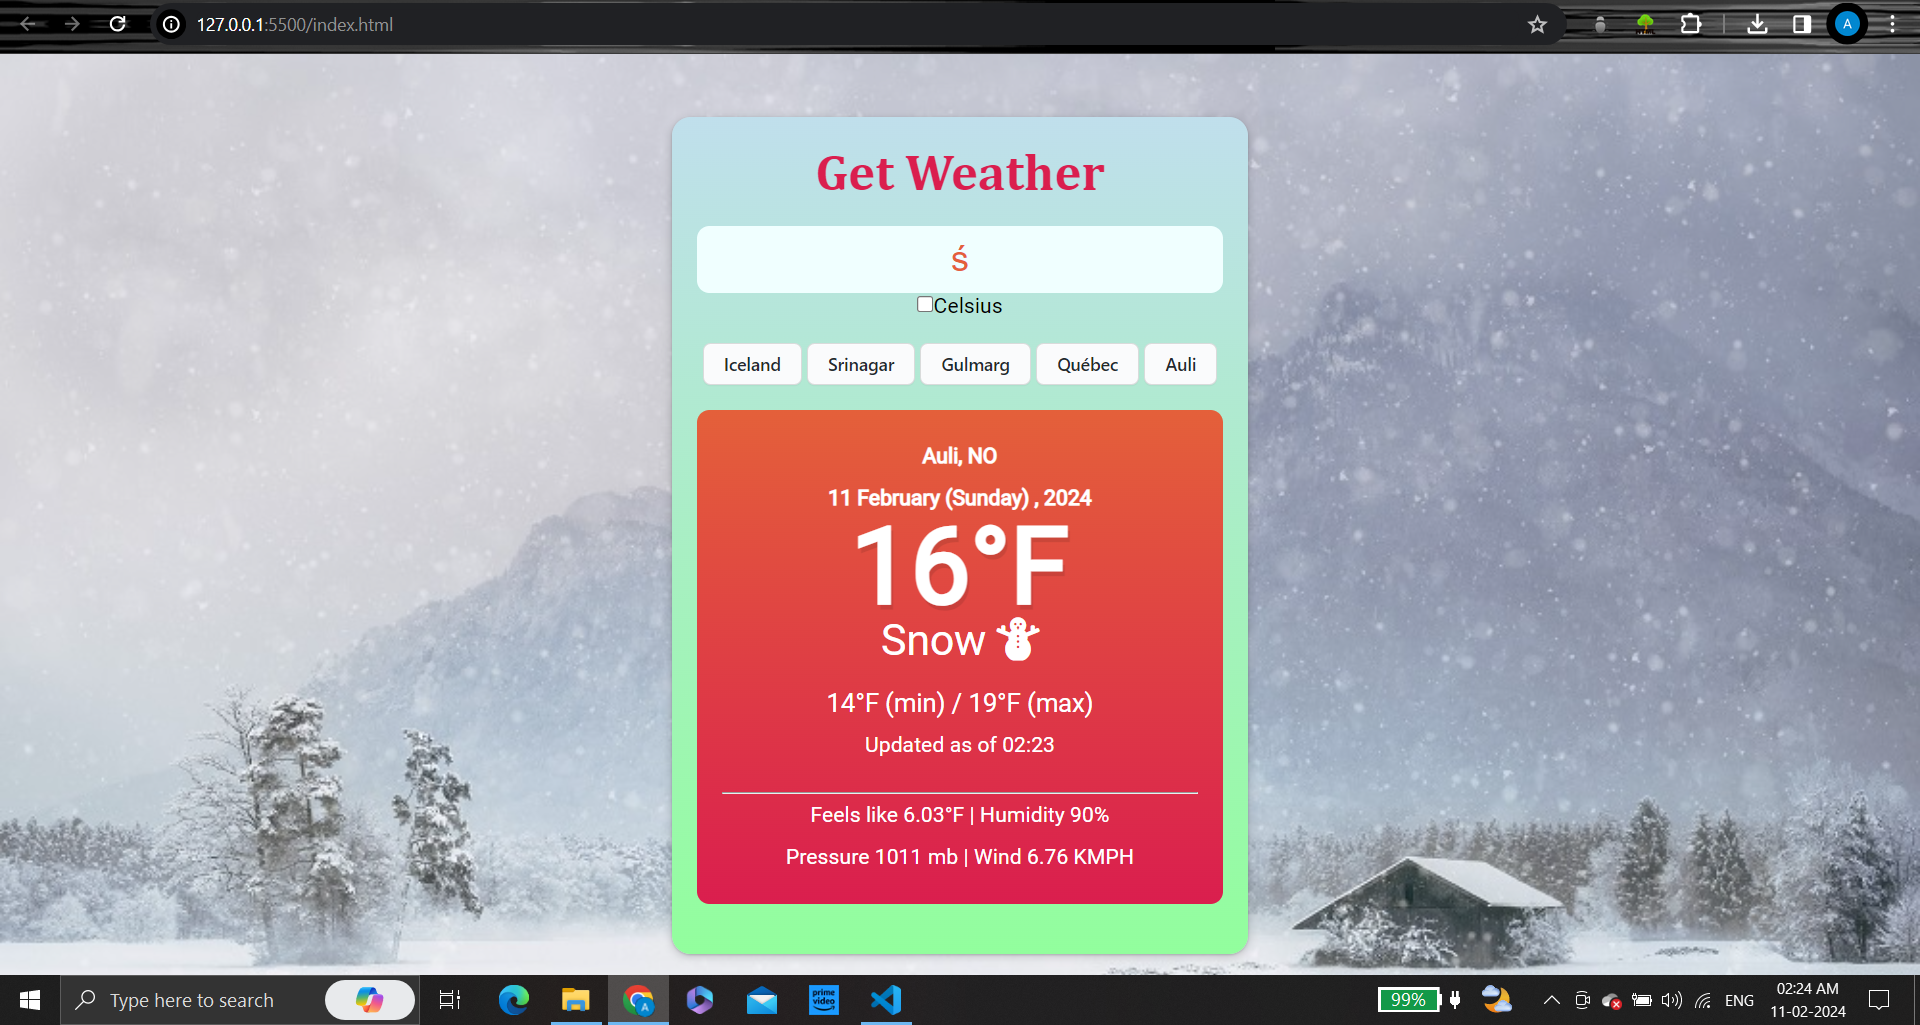 127.0.0.1:5500/index.html
A
Get Weather
ś
Celsius
Iceland Srinagar Gulmarg Québec Auli
Auli, NO
11 February (Sunday) , 2024
16°F
Snow
14°F (min) / 19°F (max)
Updated as of 02:23
Feels like 6.03°F | Humidity 90%
Pressure 1011 mb | Wind 6.76 KMPH
Type here to search
A
prime video
99%
ENG
02:24 AM
11-02-2024